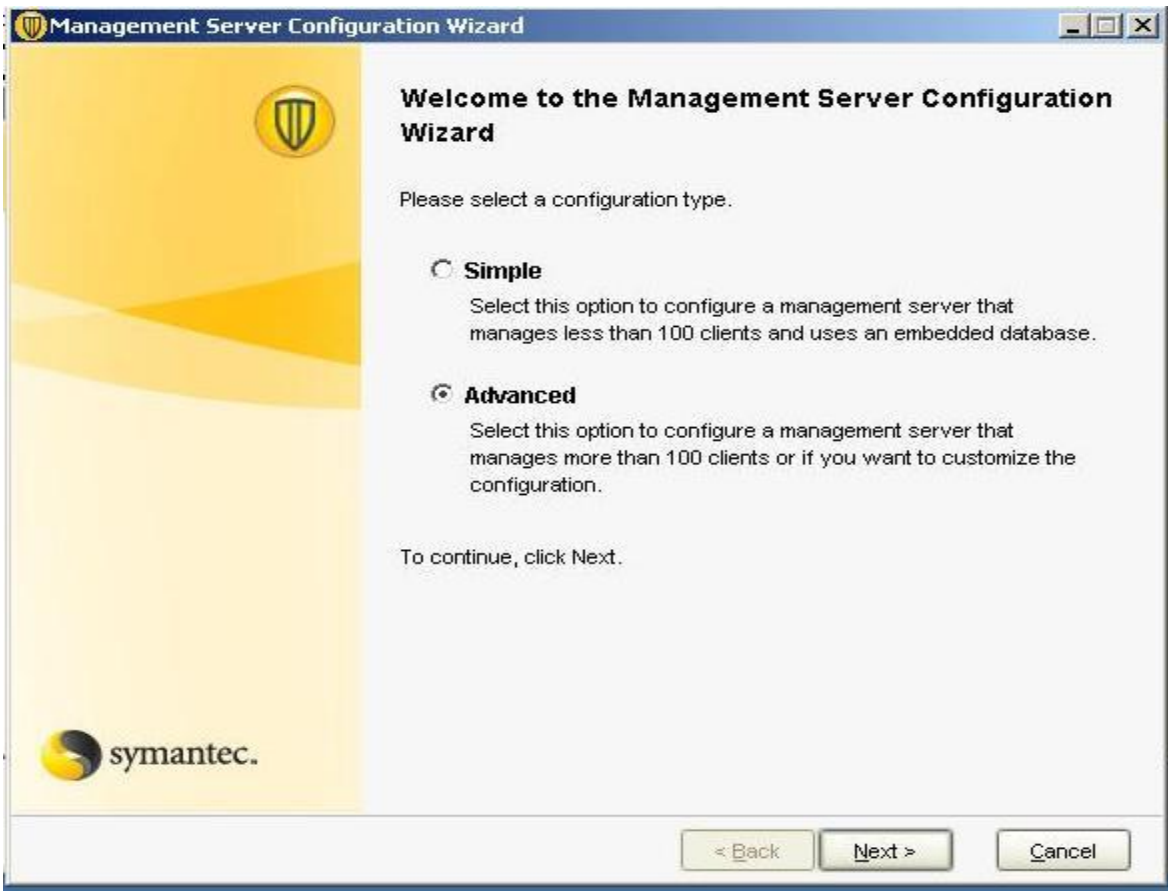 Management Server Configuration Wizard
Welcome to the Management Server Configuration
Wizard
Please select a configuration type.
Simple
Select this option to configure a management server that
manages less than 100 clients and uses an embedded database.
Advanced
Select this option to configure a management server that
manages more than 100 clients or if you want to customize the
configuration.
To continue, click Next.
symantec.
< Back
Next >
Cancel